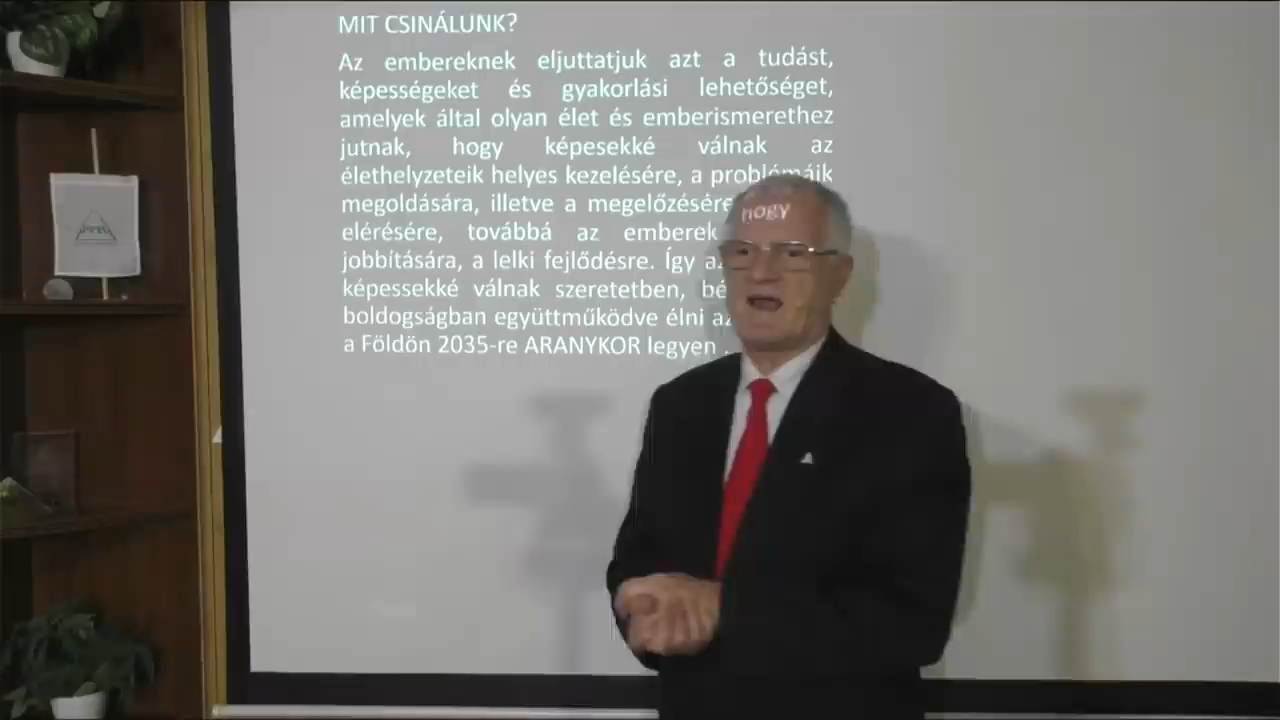 MIT CSINÁLUNK?
Az embereknek eljuttatjuk azt a tudást,
képességeket és gyakorlási lehetőséget,
amelyek által olyan élet és emberismerethez
jutnak, hogy képesekké válnak az
élethelyzeteik helyes kezelésére, a problémáik
megoldására, illetve a megelőzésére
elérésére, továbbá az emberek
jobbítására, a lelki fejlődésre. Így
képessekké válnak szeretetben,
boldogságban együttműködve élni
a Földön 2035-re ARANYKOR legyen .
hogy